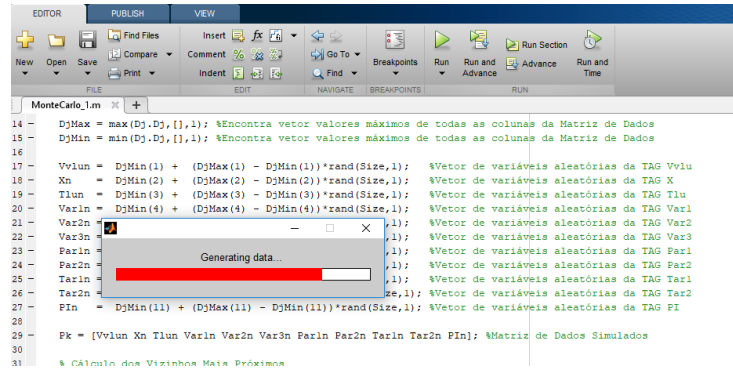 EDITOR PUBLISH VIEW
Find Files Insert fx
Compare Comment % Go To
Print Indent Find
New Open Save Breakpoints Run Run and Advance Run Section Advance Run and Time
FILE EDIT NAVIGATE BREAKPOINTS RUN
MonteCarlo_1.m
14 – DjMax = max(Dj.Dj,[],1); %Encontra vetor valores máximos de todas as colunas da Matriz de Dados
15 – DjMin = min(Dj.Dj,[],1); %Encontra vetor valores máximos de todas as colunas da Matriz de Dados
16
17 – Vvlun = DjMin(1) + (DjMax(1) - DjMin(1))*rand(Size,1); %Vetor de variáveis aleatórias da TAG Vvlu
18 – Xn = DjMin(2) + (DjMax(2) - DjMin(2))*rand(Size,1); %Vetor de variáveis aleatórias da TAG X
19 – Tlun = DjMin(3) + (DjMax(3) - DjMin(3))*rand(Size,1); %Vetor de variáveis aleatórias da TAG Tlu
20 – Var1n = DjMin(4) + (DjMax(4) - DjMin(4))*rand(Size,1); %Vetor de variáveis aleatórias da TAG Var1
21 – Var2n = ,1); %Vetor de variáveis aleatórias da TAG Var2
22 – Var3n = ,1); %Vetor de variáveis aleatórias da TAG Var3
23 – Par1n = ,1); %Vetor de variáveis aleatórias da TAG Par1
24 – Par2n = ,1); %Vetor de variáveis aleatórias da TAG Par2
25 – Tar1n = ,1); %Vetor de variáveis aleatórias da TAG Tar1
26 – Tar2n = ze,1); %Vetor de variáveis aleatórias da TAG Tar2
27 – PIn = DjMin(11) + (DjMax(11) - DjMin(11))*rand(Size,1); %Vetor de variáveis aleatórias da TAG PI
28
29 – Pk = [Vvlun Xn Tlun Var1n Var2n Var3n Par1n Par2n Tar1n Tar2n PIn]; %Matriz de Dados Simulados
30
31 % Cálculo dos Vizinhos Mais Próximos
Generating data...